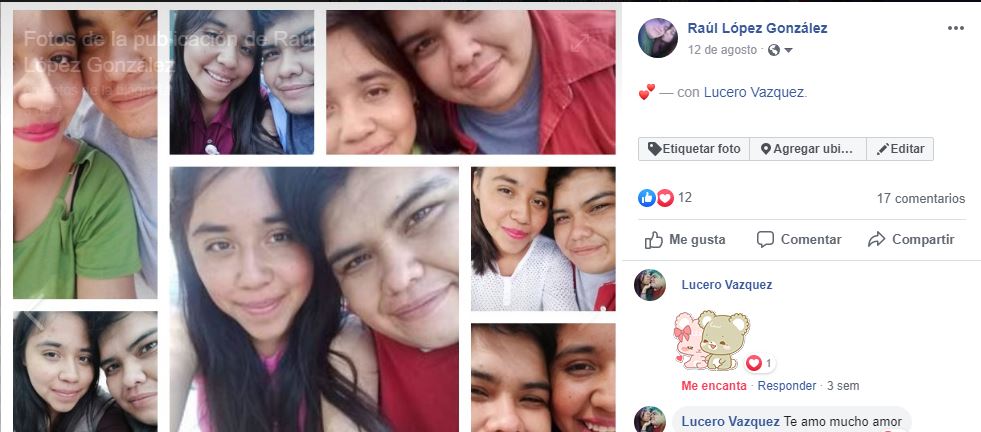 Fotos de la publicación de Raúl
López González
Raúl López González
12 de agosto ·
— con Lucero Vazquez.
Etiquetar foto
Agregar ubi...
Editar
12
17 comentarios
Me gusta
Comentar
Compartir
Lucero Vazquez
1
Me encanta · Responder · 3 sem
Lucero Vazquez Te amo mucho amor